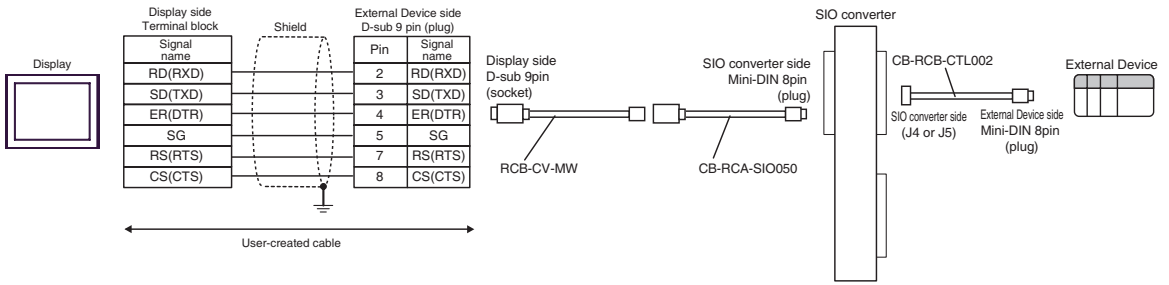 Display
Display side
Terminal block
Shield
External Device side
D-sub 9 pin (plug)
Signal
name
Pin
Signal
name
RD(RXD)
2
RD(RXD)
SD(TXD)
3
SD(TXD)
ER(DTR)
4
ER(DTR)
SG
5
SG
RS(RTS)
7
RS(RTS)
CS(CTS)
8
CS(CTS)
User-created cable
Display side
D-sub 9pin
(socket)
RCB-CV-MW
SIO converter side
Mini-DIN 8pin
(plug)
CB-RCA-SIO050
SIO converter
CB-RCB-CTL002
SIO converter side
(J4 or J5)
External Device side
Mini-DIN 8pin
(plug)
External Device